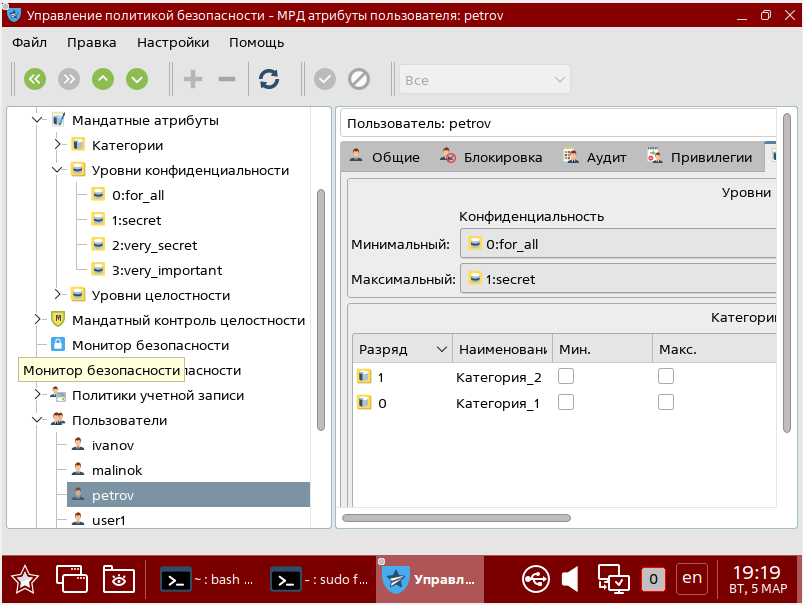 Управление политикой безопасности - МРД атрибуты пользователя: petrov
Файл Правка Настройки Помощь
Все
Мандатные атрибуты
Категории
Уровни конфиденциальности
0:for_all
1:secret
2:very_secret
3:very_important
Уровни целостности
Мандатный контроль целостности
Монитор безопасности
Монитор безопасности
пасности
Политики учетной записи
Пользователи
ivanov
malinok
petrov
user1
Пользователь: petrov
Общие Блокировка Аудит Привилегии
Уровни
Конфиденциальность
Минимальный: 0:for_all
Максимальный: 1:secret
Категории
Разряд Наименовани Мин. Макс.
1 Категория_2
0 Категория_1
~ : bash ... - : sudo f... Управл... 0 en 19:19
ВТ, 5 МАР